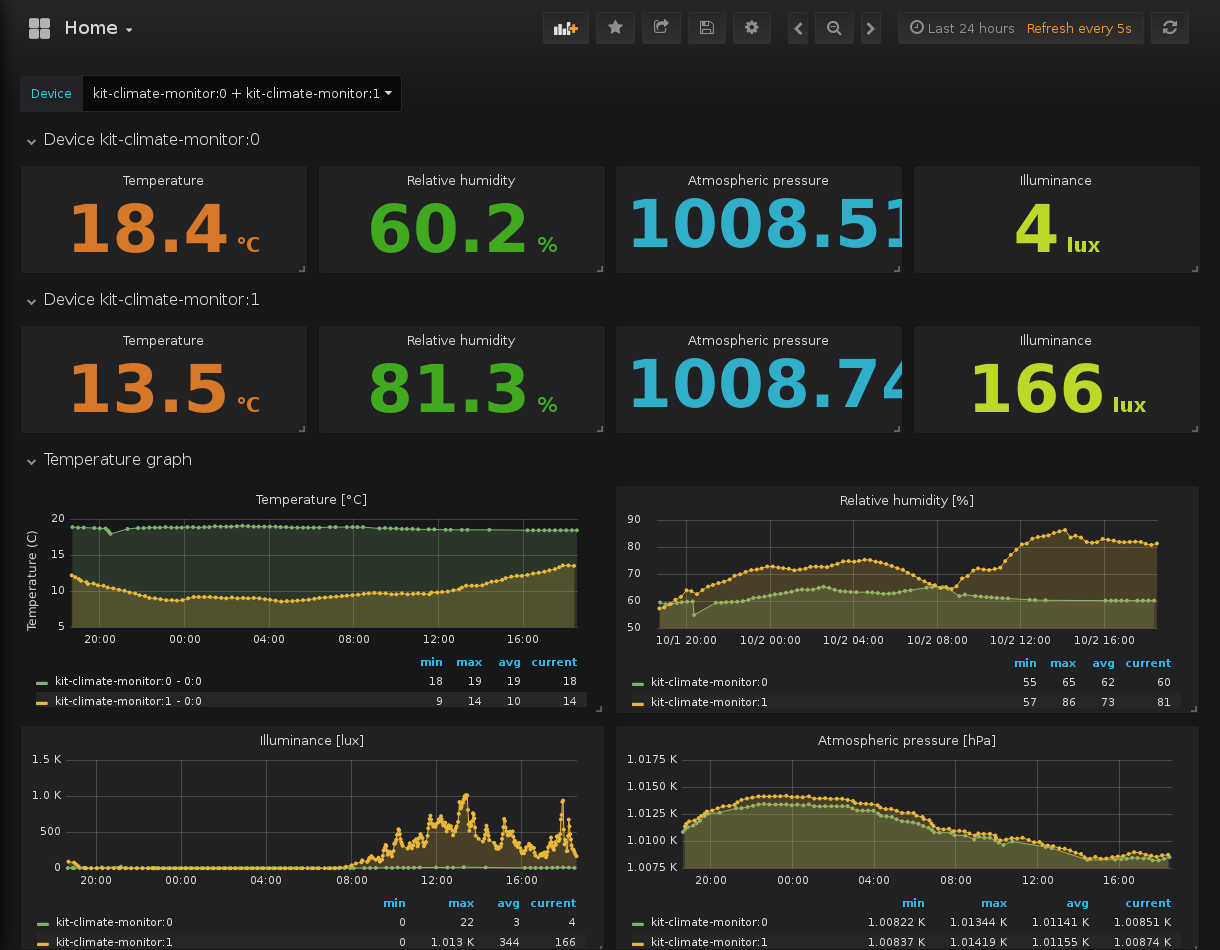 Home
Last 24 hours Refresh every 5s
Device kit-climate-monitor:0 + kit-climate-monitor:1
Device kit-climate-monitor:0
Temperature Relative humidity Atmospheric pressure Illuminance
18.4 °C 60.2 % 1008.51 4 lux
Device kit-climate-monitor:1
Temperature Relative humidity Atmospheric pressure Illuminance
13.5 °C 81.3 % 1008.74 166 lux
Temperature graph
Temperature [°C]
Temperature (C)
20
15
10
5
20:00 00:00 04:00 08:00 12:00 16:00
min max avg current
kit-climate-monitor:0 - 0:0 18 19 19 18
kit-climate-monitor:1 - 0:0 9 14 10 14
Relative humidity [%]
90
80
70
60
50
10/1 20:00 10/2 00:00 10/2 04:00 10/2 08:00 10/2 12:00 10/2 16:00
min max avg current
kit-climate-monitor:0 55 65 62 60
kit-climate-monitor:1 57 86 73 81
Illuminance [lux]
1.5 K
1.0 K
500
0
20:00 00:00 04:00 08:00 12:00 16:00
min max avg current
kit-climate-monitor:0 0 22 3 4
kit-climate-monitor:1 0 1.013 K 344 166
Atmospheric pressure [hPa]
1.0175 K
1.0150 K
1.0125 K
1.0100 K
1.0075 K
20:00 00:00 04:00 08:00 12:00 16:00
min max avg current
kit-climate-monitor:0 1.00822 K 1.01344 K 1.01141 K 1.00851 K
kit-climate-monitor:1 1.00837 K 1.01419 K 1.01155 K 1.00874 K